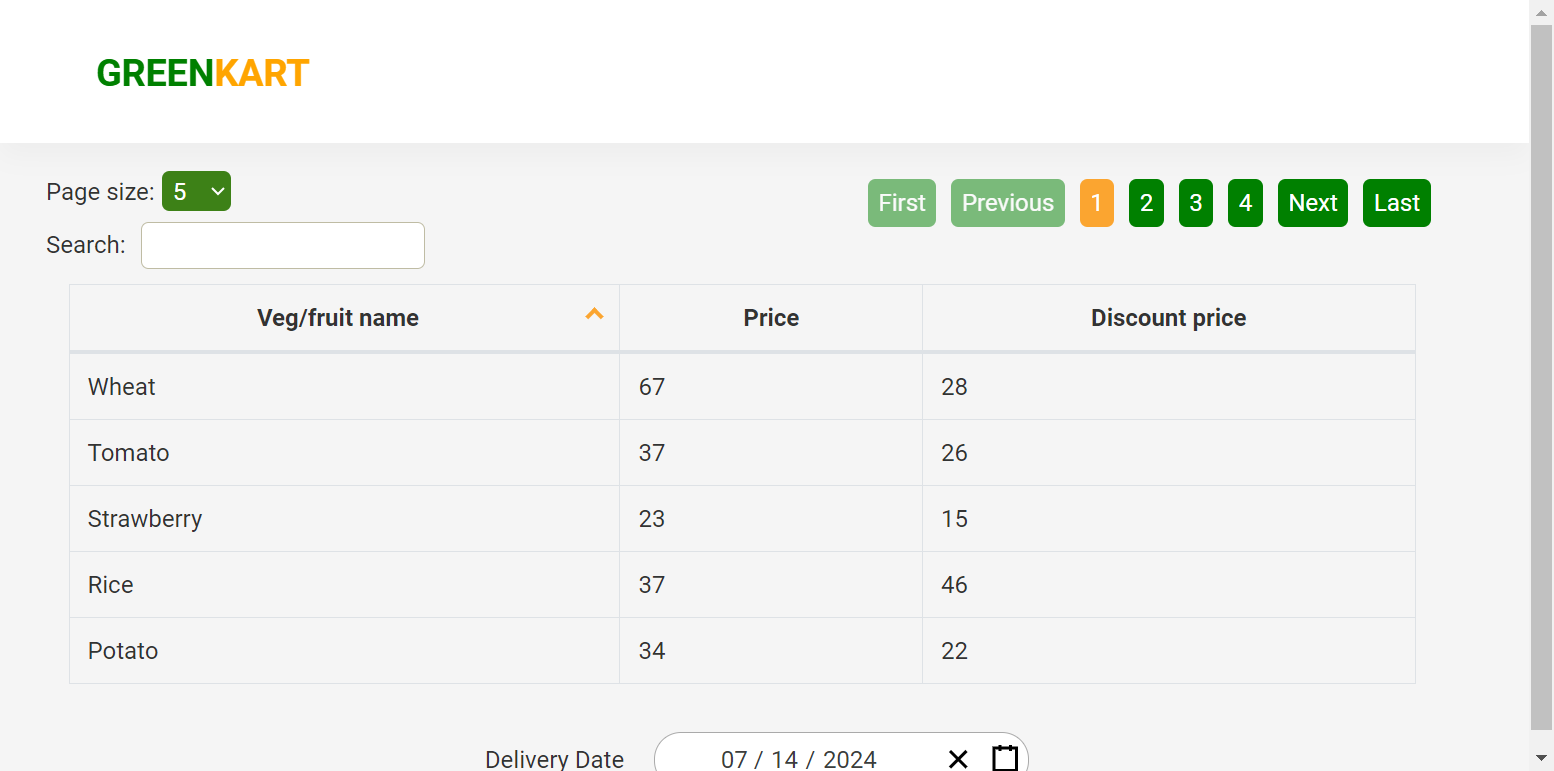 GREENKART
Page size: 5
First Previous 1 2 3 4 Next Last
Search:
Veg/fruit name Price Discount price
Wheat 67 28
Tomato 37 26
Strawberry 23 15
Rice 37 46
Potato 34 22
Delivery Date 07 / 14 / 2024